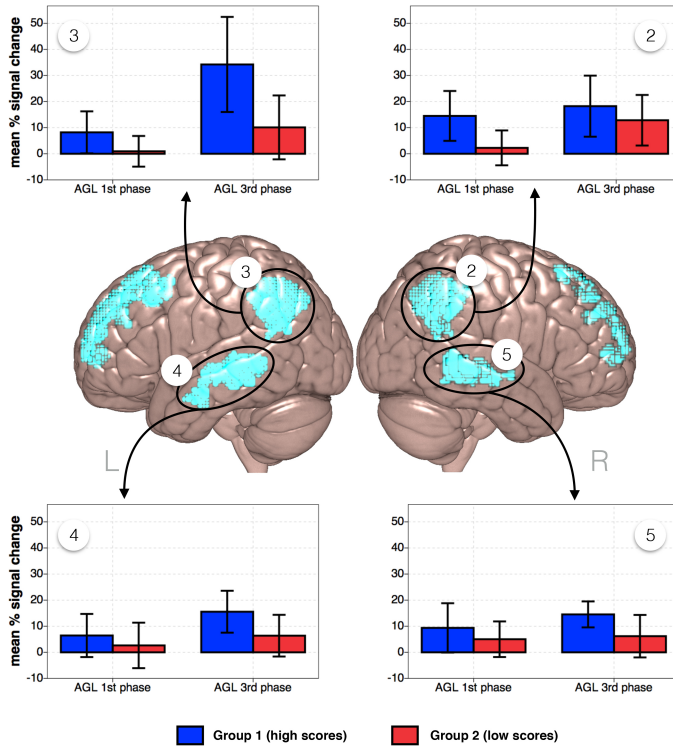 3
2
mean % signal change
50
40
30
20
10
0
-10
AGL 1st phase
AGL 3rd phase
50
40
30
20
10
0
-10
AGL 1st phase
AGL 3rd phase
3
2
4
5
L
R
4
5
mean % signal change
50
40
30
20
10
0
-10
AGL 1st phase
AGL 3rd phase
50
40
30
20
10
0
-10
AGL 1st phase
AGL 3rd phase
Group 1 (high scores)
Group 2 (low scores)